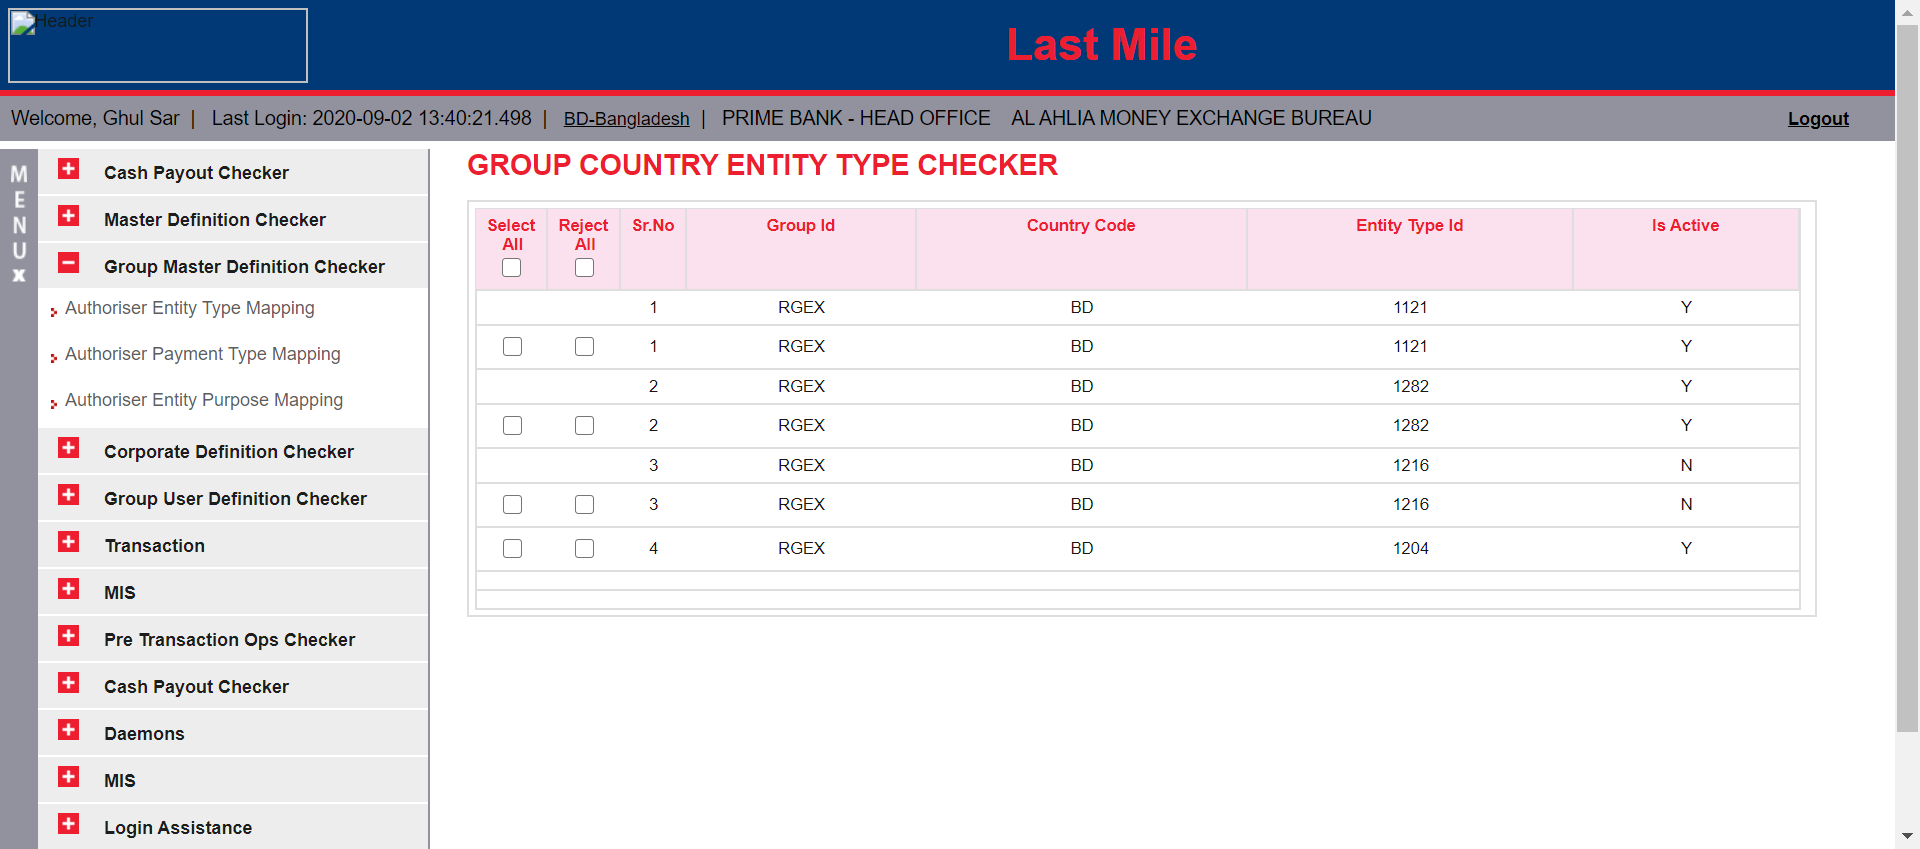 Header
Last Mile
Welcome, Ghul Sar | Last Login: 2020-09-02 13:40:21.498 | BD-Bangladesh | PRIME BANK - HEAD OFFICE AL AHLIA MONEY EXCHANGE BUREAU Logout
MENU x
Cash Payout Checker
Master Definition Checker
Group Master Definition Checker
Authoriser Entity Type Mapping
Authoriser Payment Type Mapping
Authoriser Entity Purpose Mapping
Corporate Definition Checker
Group User Definition Checker
Transaction
MIS
Pre Transaction Ops Checker
Cash Payout Checker
Daemons
MIS
Login Assistance
GROUP COUNTRY ENTITY TYPE CHECKER
Select All Reject All Sr.No Group Id Country Code Entity Type Id Is Active
1 RGEX BD 1121 Y
1 RGEX BD 1121 Y
2 RGEX BD 1282 Y
2 RGEX BD 1282 Y
3 RGEX BD 1216 N
3 RGEX BD 1216 N
4 RGEX BD 1204 Y